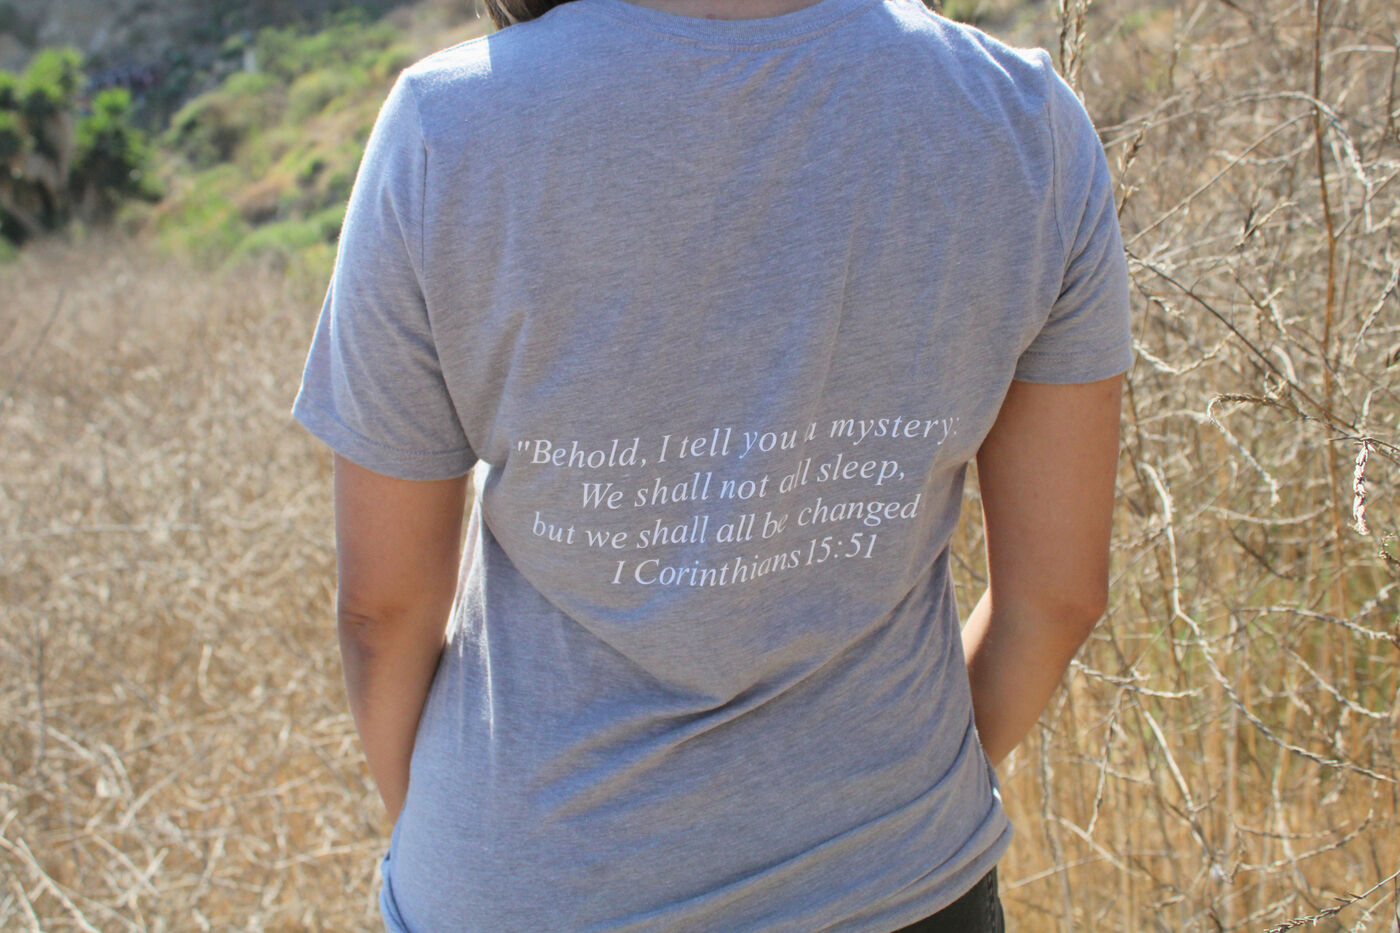 "Behold, I tell you a mystery;
We shall not all sleep,
but we shall all be changed
I Corinthians 15:51